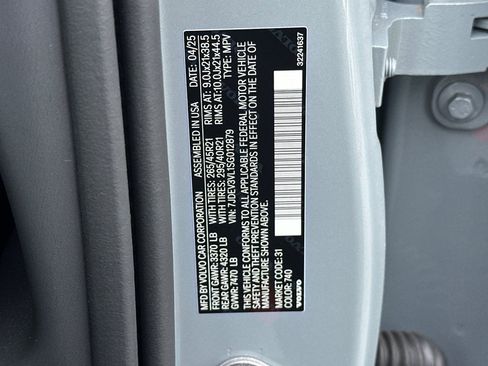 MFD BY VOLVO CAR CORPORATION ASSEMBLED IN USA DATE: 04/25
FRONT GAWR: 3370 LB WITH TIRES: 265/45R21 RIMS AT: 9.0Jx21x38.5
REAR GAWR: 4320 LB WITH TIRES: 295/40R21 RIMS AT: 10.0Jx21x44.5
GVWR: 7470 LB VIN: 7JDEV3VL1SG012879 TYPE: MPV
VEHICLE CONFORMS TO ALL APPLICABLE FEDERAL MOTOR VEHICLE
SAFETY AND THEFT PREVENTION STANDARDS IN EFFECT ON THE DATE OF
MANUFACTURE SHOWN ABOVE.
MARKET CODE:31
COLOR: 740
VOLVO
32241637